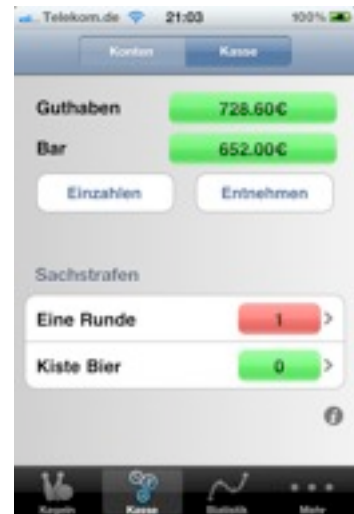 Telekom.de 21:03 100%
Konten Kasse
Guthaben 728.60€
Bar 652.00€
Einzahlen Entnehmen
Sachstrafen
Eine Runde 1
Kiste Bier 0
Kegeln Kasse Statistik Mehr